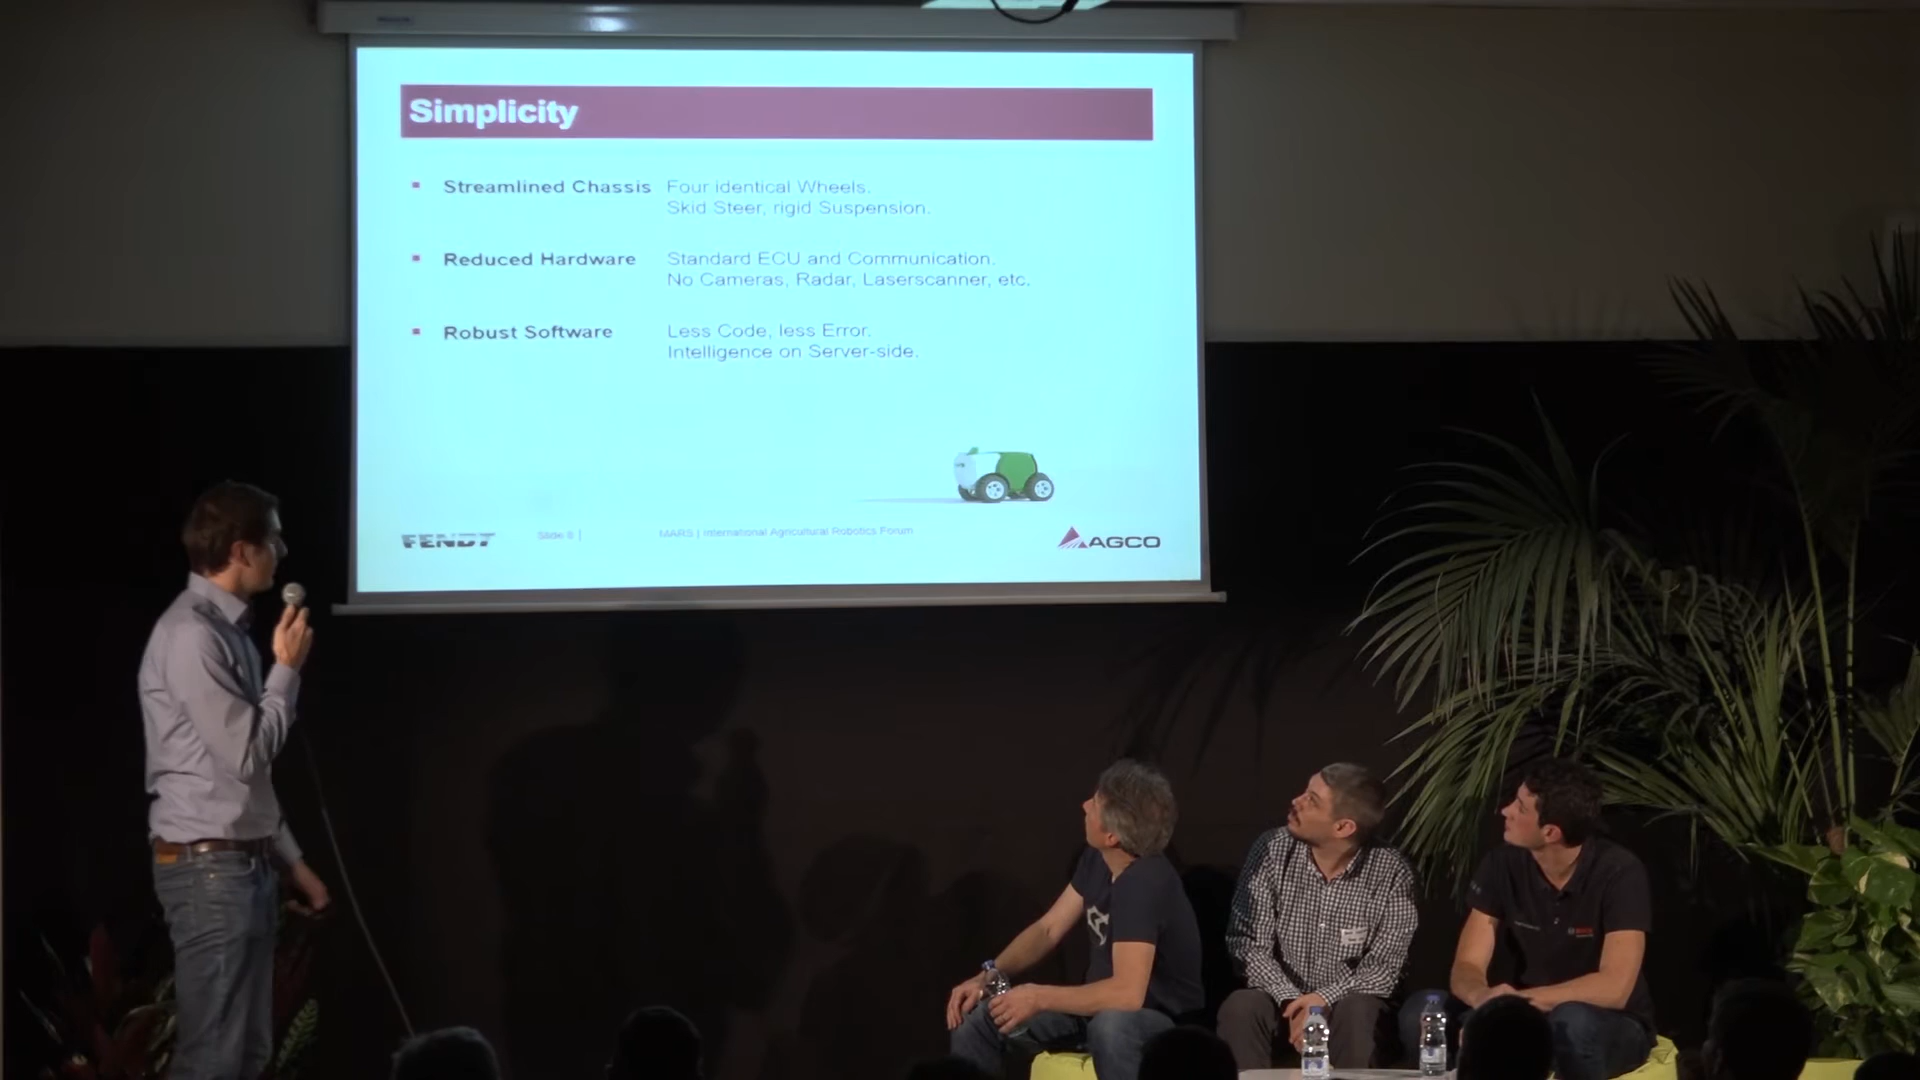 Simplicity
Streamlined Chassis Four identical Wheels.
Skid Steer, rigid Suspension.
Reduced Hardware Standard ECU and Communication.
No Cameras, Radar, Laserscanner, etc.
Robust Software Less Code, less Error.
Intelligence on Server-side.
FENDT Slide 8 | MARS | International Agricultural Robotics Forum AGCO